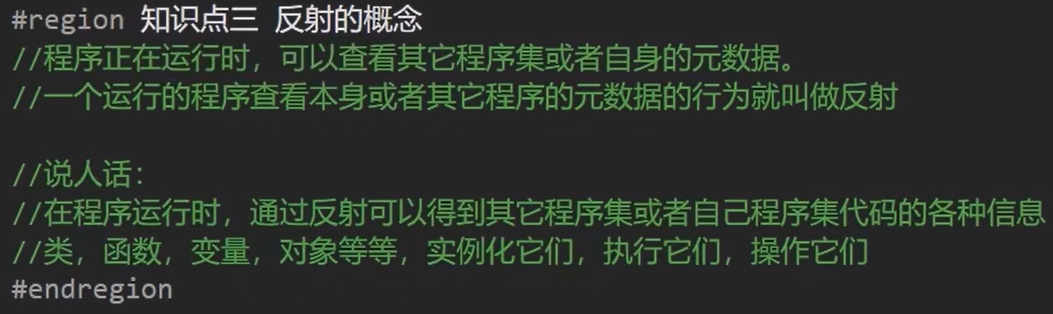 #region 知识点三 反射的概念
//程序正在运行时，可以查看其它程序集或者自身的元数据。
//一个运行的程序查看本身或者其它程序的元数据的行为就叫做反射
//说人话：
//在程序运行时，通过反射可以得到其它程序集或者自己程序集代码的各种信息
//类，函数，变量，对象等等，实例化它们，执行它们，操作它们
#endregion